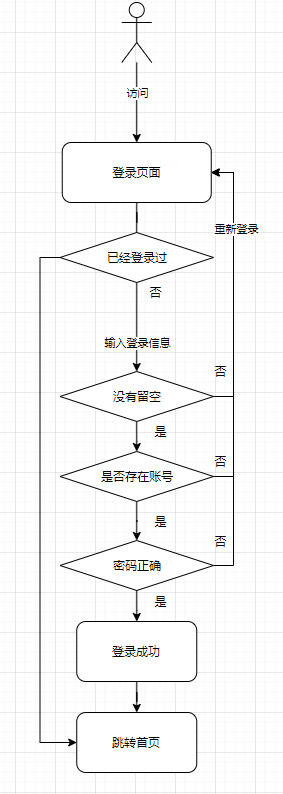 访问
登录页面
重新登录
已经登录过
否
输入登录信息
否
没有留空
是
否
是否存在账号
是
否
密码正确
是
登录成功
跳转首页